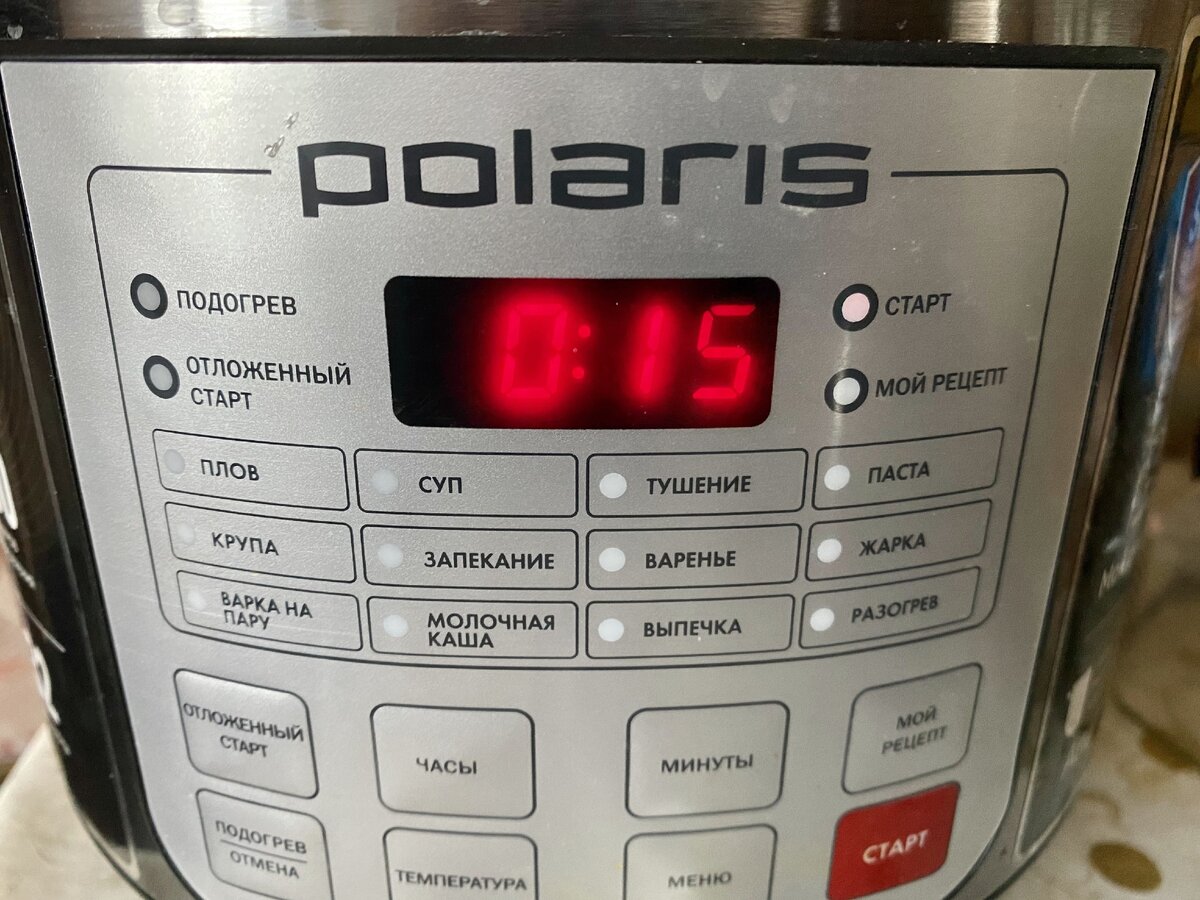 polaris
ПОДОГРЕВ
0:15
СТАРТ
ОТЛОЖЕННЫЙ
СТАРТ
МОЙ РЕЦЕПТ
ПЛОВ
СУП
ТУШЕНИЕ
ПАСТА
КРУПА
ЗАПЕКАНИЕ
ВАРЕНЬЕ
ЖАРКА
ВАРКА НА
ПАРУ
МОЛОЧНАЯ
КАША
ВЫПЕЧКА
РАЗОГРЕВ
ОТЛОЖЕННЫЙ
СТАРТ
ЧАСЫ
МИНУТЫ
МОЙ
РЕЦЕПТ
ПОДОГРЕВ
ОТМЕНА
ТЕМПЕРАТУРА
МЕНЮ
СТАРТ